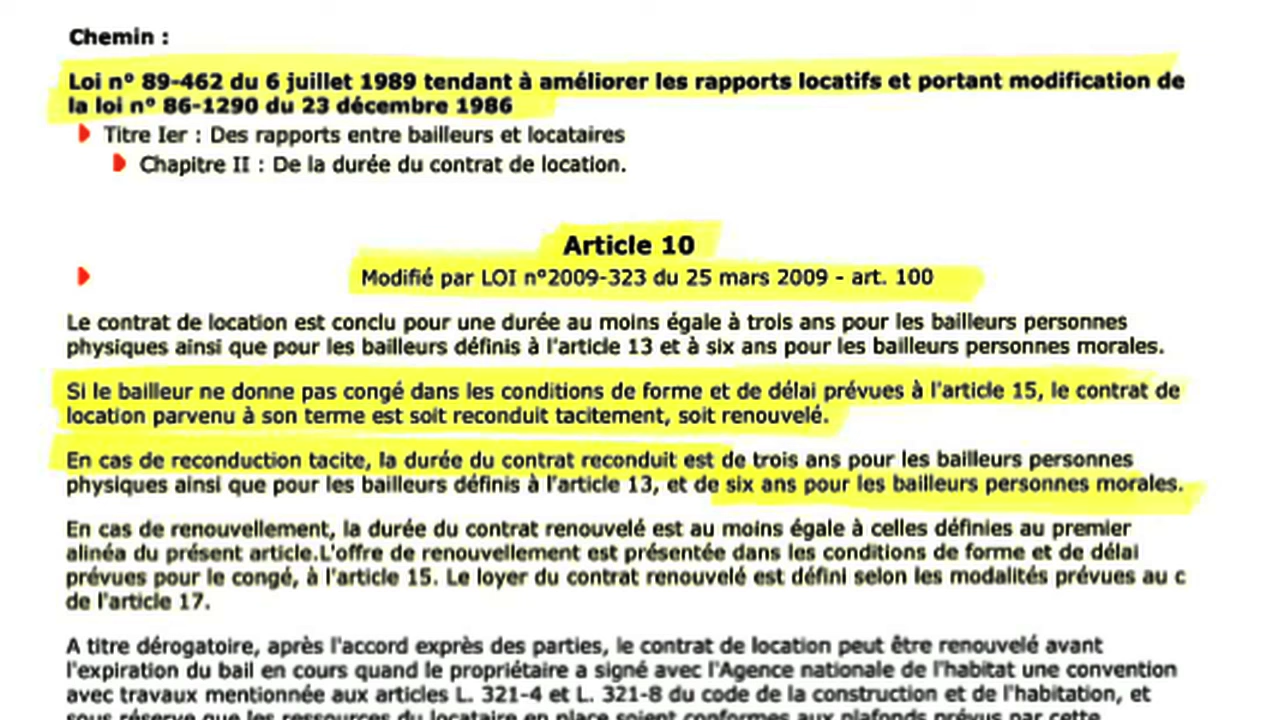 Chemin :
Loi n° 89-462 du 6 juillet 1989 tendant à améliorer les rapports locatifs et portant modification de
la loi n° 86-1290 du 23 décembre 1986
Titre Ier : Des rapports entre bailleurs et locataires
Chapitre II : De la durée du contrat de location.
Article 10
Modifié par LOI n°2009-323 du 25 mars 2009 - art. 100
Le contrat de location est conclu pour une durée au moins égale à trois ans pour les bailleurs personnes
physiques ainsi que pour les bailleurs définis à l'article 13 et à six ans pour les bailleurs personnes morales.
Si le bailleur ne donne pas congé dans les conditions de forme et de délai prévues à l'article 15, le contrat de
location parvenu à son terme est soit reconduit tacitement, soit renouvelé.
En cas de reconduction tacite, la durée du contrat reconduit est de trois ans pour les bailleurs personnes
physiques ainsi que pour les bailleurs définis à l'article 13, et de six ans pour les bailleurs personnes morales.
En cas de renouvellement, la durée du contrat renouvelé est au moins égale à celles définies au premier
alinéa du présent article.L'offre de renouvellement est présentée dans les conditions de forme et de délai
prévues pour le congé, à l'article 15. Le loyer du contrat renouvelé est défini selon les modalités prévues au c
de l'article 17.
A titre dérogatoire, après l'accord exprès des parties, le contrat de location peut être renouvelé avant
l'expiration du bail en cours quand le propriétaire a signé avec l'Agence nationale de l'habitat une convention
avec travaux mentionnée aux articles L. 321-4 et L. 321-8 du code de la construction et de l'habitation, et
sous réserve que les ressources du locataire en place soient conformes aux plafonds prévus par cette